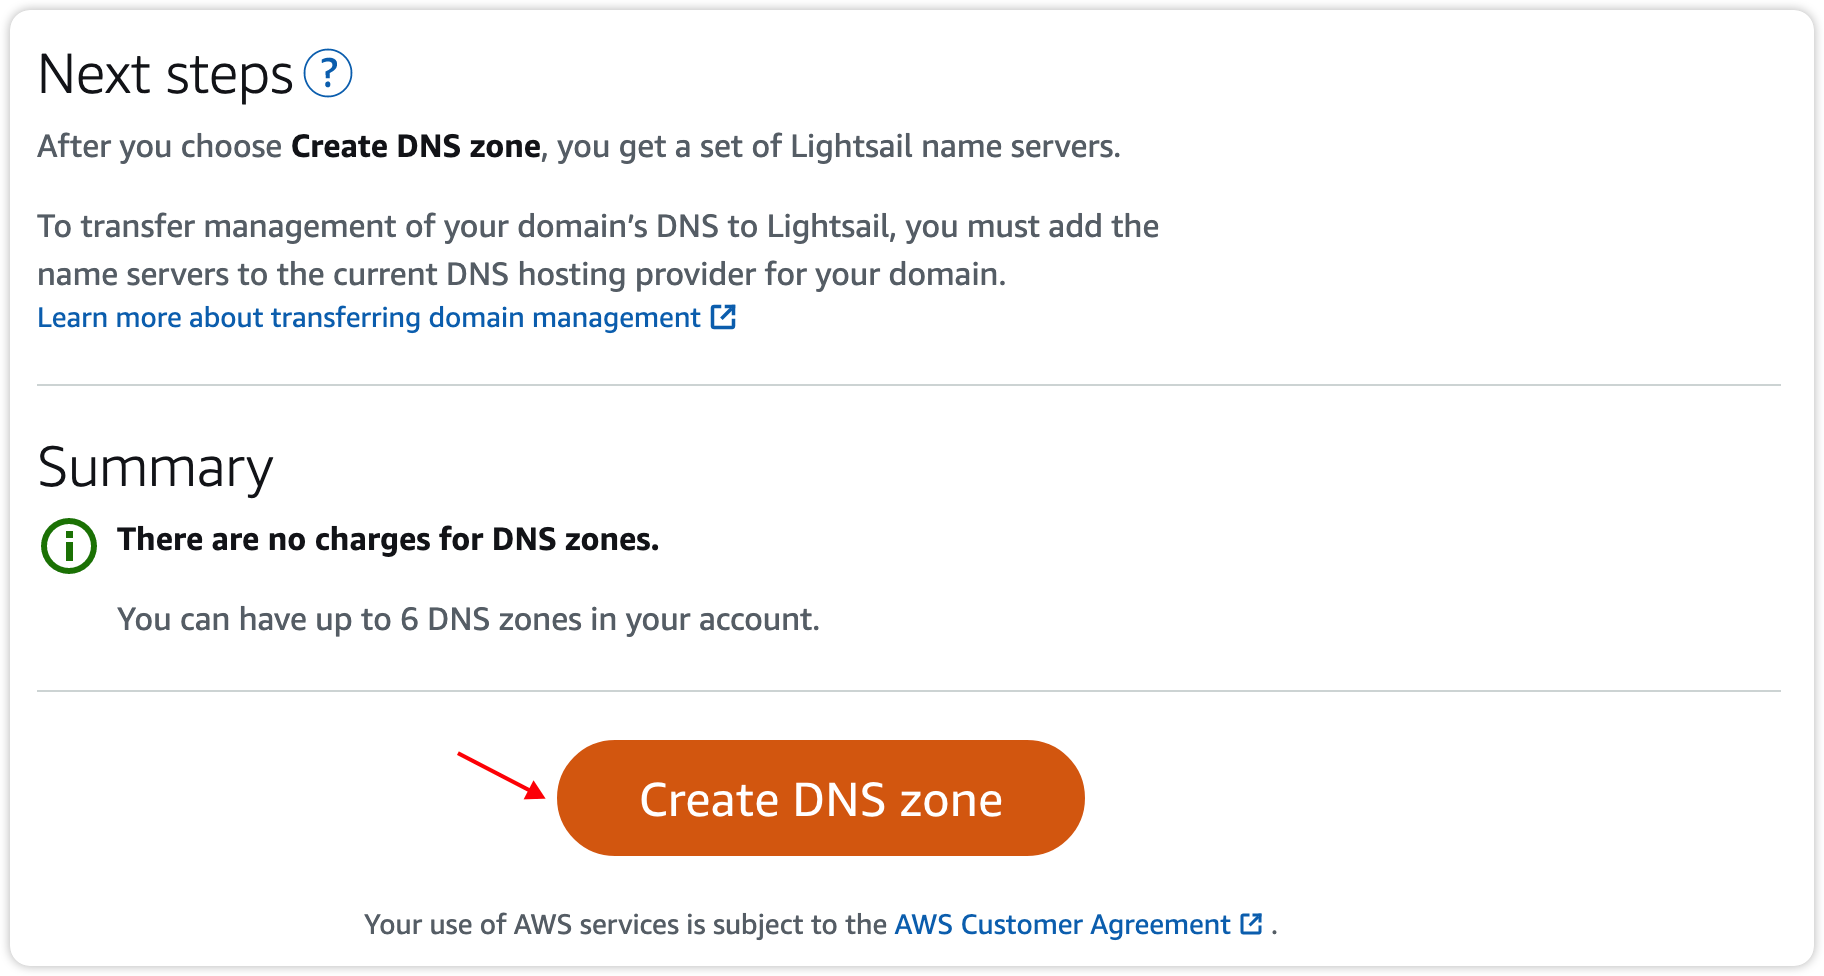 Next steps ?
After you choose Create DNS zone, you get a set of Lightsail name servers.
To transfer management of your domain’s DNS to Lightsail, you must add the
name servers to the current DNS hosting provider for your domain.
Learn more about transferring domain management
Summary
There are no charges for DNS zones.
You can have up to 6 DNS zones in your account.
Create DNS zone
Your use of AWS services is subject to the AWS Customer Agreement .